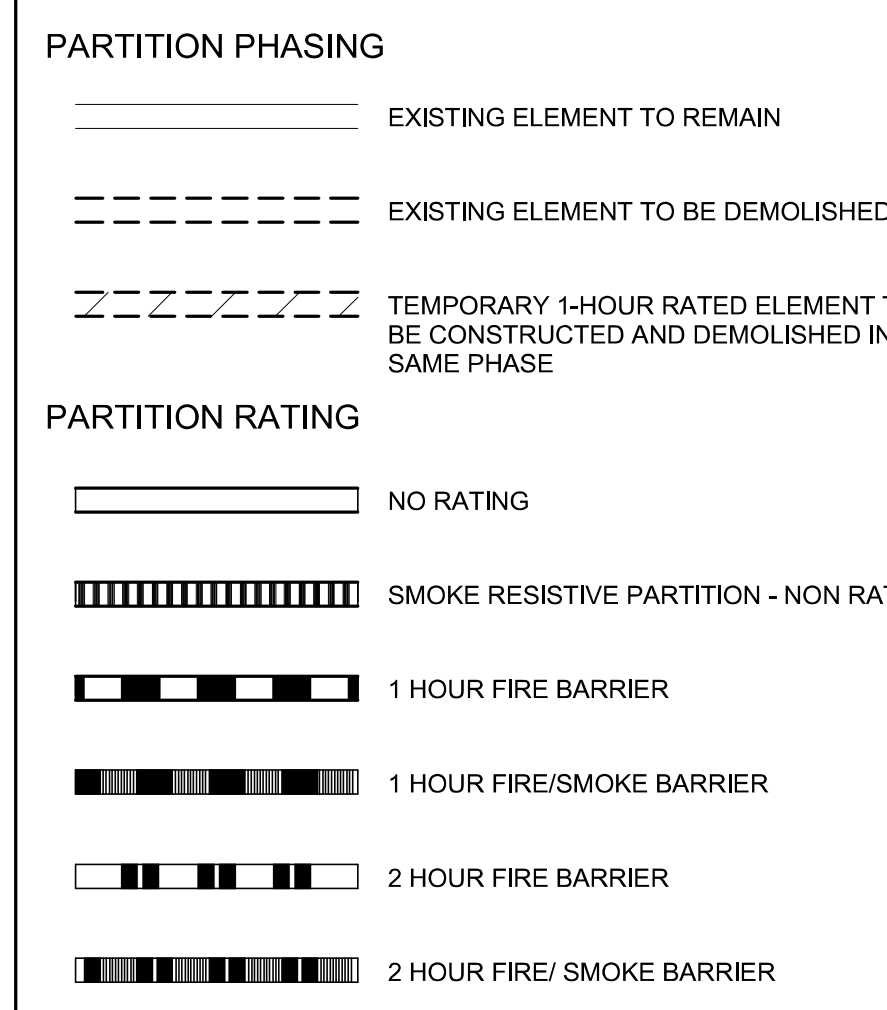 PARTITION PHASING
EXISTING ELEMENT TO REMAIN
EXISTING ELEMENT TO BE DEMOLISHED
TEMPORARY 1-HOUR RATED ELEMENT
BE CONSTRUCTED AND DEMOLISHED IN
SAME PHASE
PARTITION RATING
NO RATING
SMOKE RESISTIVE PARTITION - NON
1 HOUR FIRE BARRIER
1 HOUR FIRE/SMOKE BARRIER
2 HOUR FIRE BARRIER
2 HOUR FIRE/ SMOKE BARRIER